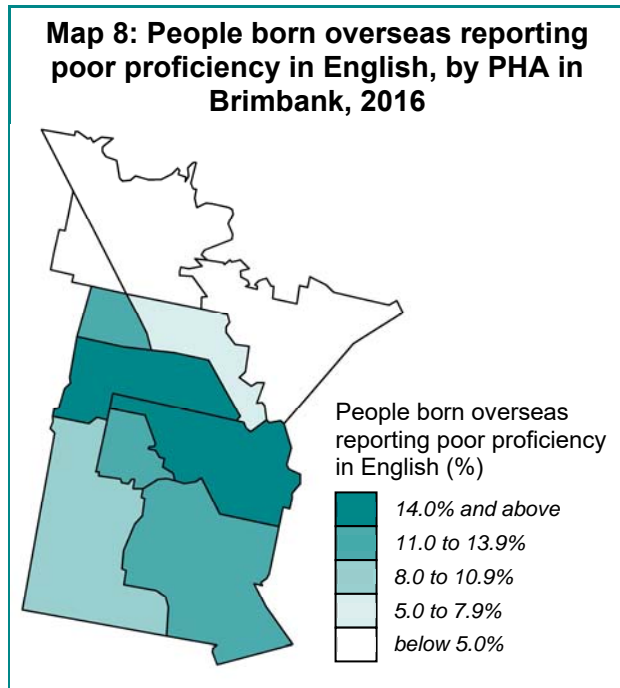 Map 8: People born overseas reporting
poor proficiency in English, by PHA in
Brimbank, 2016
People born overseas
reporting poor proficiency
in English (%)
14.0% and above
11.0 to 13.9%
8.0 to 10.9%
5.0 to 7.9%
below 5.0%